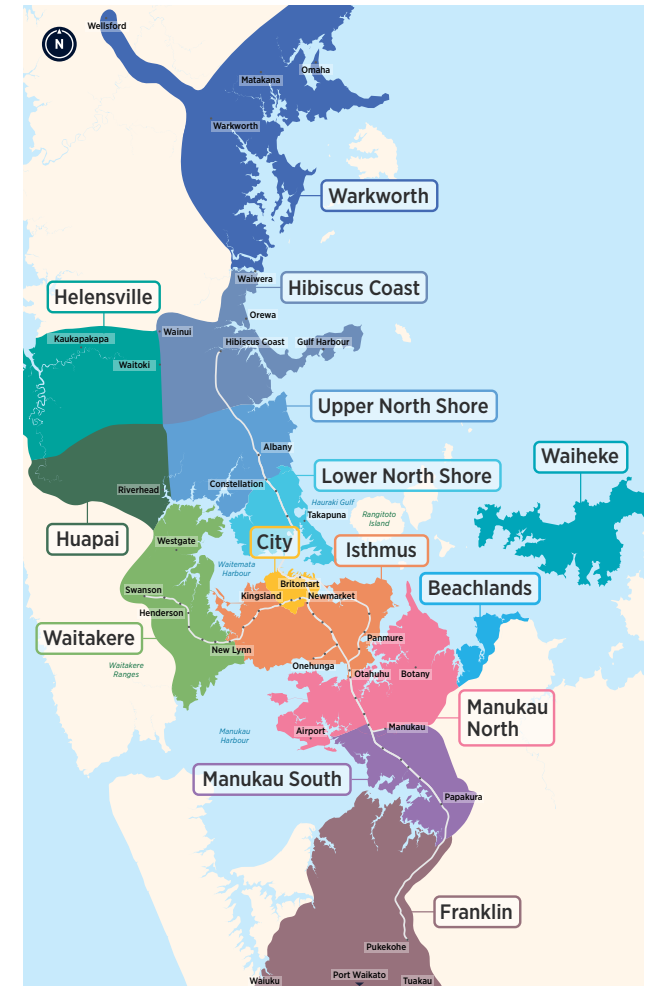 Wellsford
N
Omaha
Matakana
Warkworth
Warkworth
Waiwera
Hibiscus Coast
Helensville
Orewa
Wainui
Kaukapakapa
Hibiscus Coast
Gulf Harbour
Waitoki
Upper North Shore
Albany
Waiheke
Lower North Shore
Constellation
Riverhead
Hauraki Gulf
Takapuna
Rangitoto
Island
Huapai
Westgate
City
Isthmus
Waitemata
Harbour
Britomart
Beachlands
Swanson
Kingsland
Newmarket
Henderson
Waitakere
Panmure
New Lynn
Onehunga
Waitakere
Ranges
Otahuhu
Botany
Manukau
North
Manukau
Airport
Manukau
Harbour
Manukau South
Papakura
Franklin
Pukekohe
Port Waikato
Waiuku
Tuakau